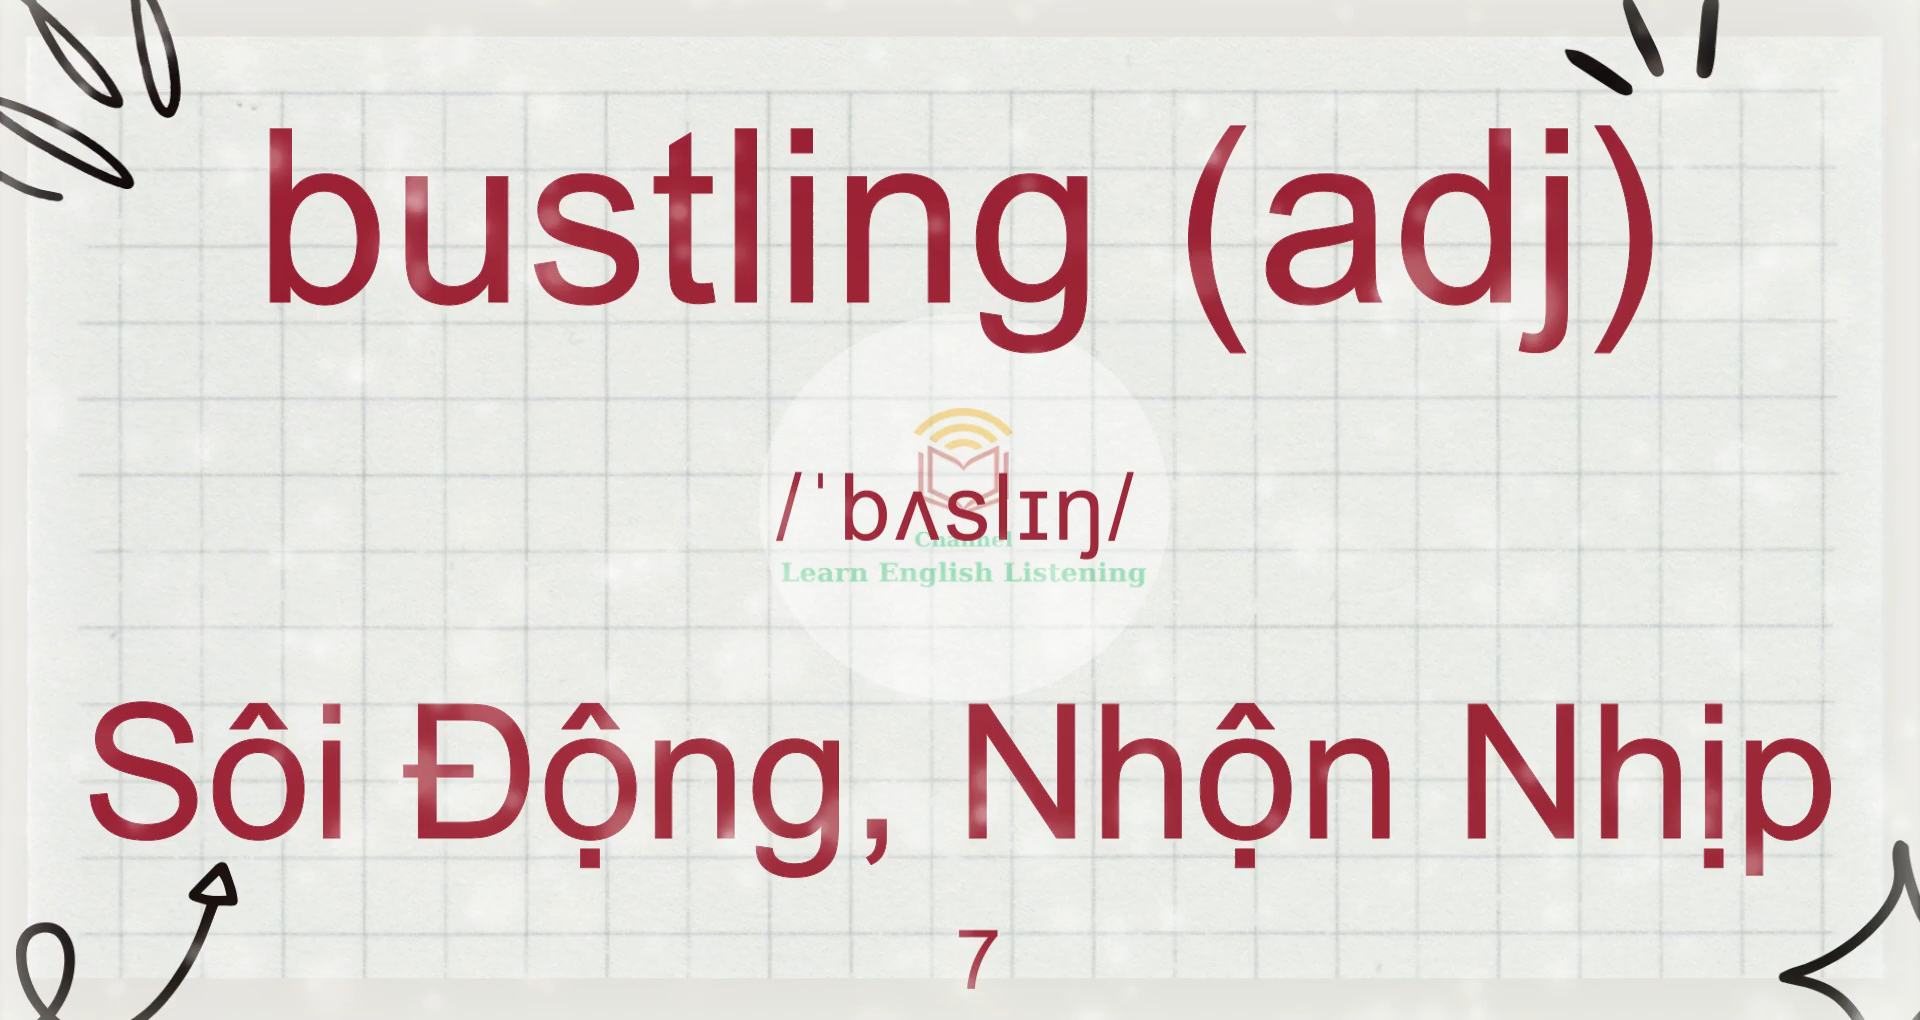 bustling (adj)
/ˈbʌslɪŋ/
Channel
Learn English Listening
Sôi Động, Nhộn Nhịp
7